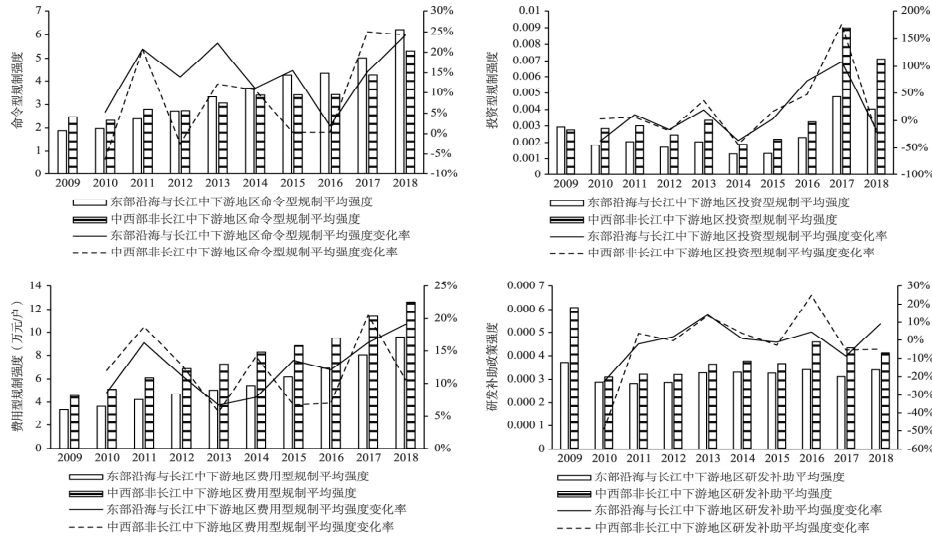 命令型规制强度
7
6
5
4
3
2
1
0
30%
25%
20%
15%
10%
5%
0%
-5%
-10%
2009 2010 2011 2012 2013 2014 2015 2016 2017 2018
东部沿海与长江中下游地区命令型规制平均强度
中西部非长江中下游地区命令型规制平均强度
东部沿海与长江中下游地区命令型规制平均强度变化率
中西部非长江中下游地区命令型规制平均强度变化率
投资型规制强度
0.01
0.009
0.008
0.007
0.006
0.005
0.004
0.003
0.002
0.001
0
200%
150%
100%
50%
0%
-50%
-100%
2009 2010 2011 2012 2013 2014 2015 2016 2017 2018
东部沿海与长江中下游地区投资型规制平均强度
中西部非长江中下游地区投资型规制平均强度
东部沿海与长江中下游地区投资型规制平均强度变化率
中西部非长江中下游地区投资型规制平均强度变化率
费用型规制强度（万元/户）
14
12
10
8
6
4
2
0
25%
20%
15%
10%
5%
0%
2009 2010 2011 2012 2013 2014 2015 2016 2017 2018
东部沿海与长江中下游地区费用型规制平均强度
中西部非长江中下游地区费用型规制平均强度
东部沿海与长江中下游地区费用型规制平均强度变化率
中西部非长江中下游地区费用型规制平均强度变化率
研发补助政策强度
0.000 7
0.000 6
0.000 5
0.000 4
0.000 3
0.000 2
0.000 1
0
30%
20%
10%
0%
-10%
-20%
-30%
-40%
-50%
-60%
2009 2010 2011 2012 2013 2014 2015 2016 2017 2018
东部沿海与长江中下游地区研发补助平均强度
中西部非长江中下游地区研发补助平均强度
东部沿海与长江中下游地区研发补助平均强度变化率
中西部非长江中下游地区研发补助平均强度变化率